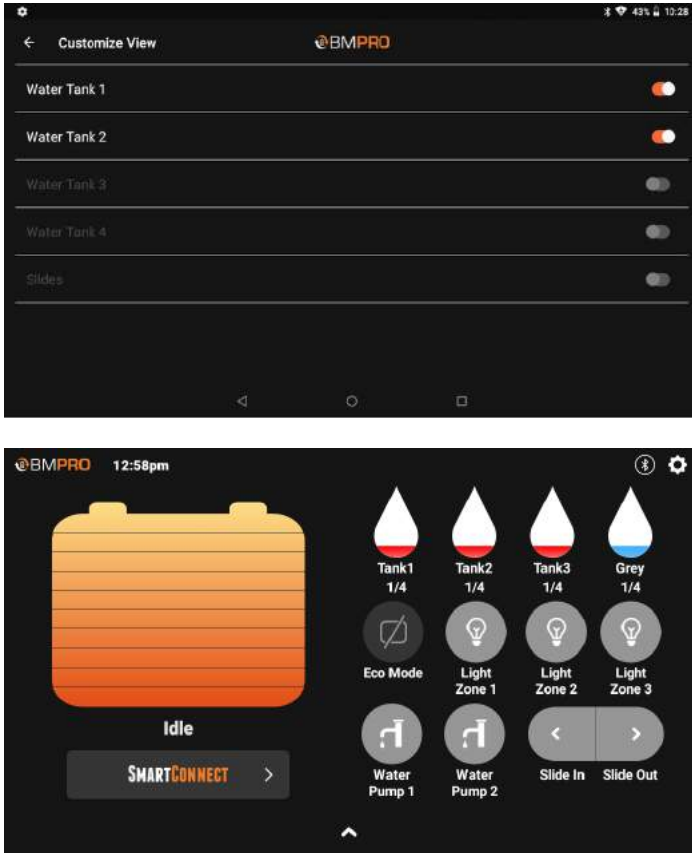 43% 10:28
Customize View
BMPRO
Water Tank 1
Water Tank 2
Water Tank 3
Water Tank 4
Slides
BMPRO 12:58pm
Tank1 Tank2 Tank3 Grey
1/4 1/4 1/4 1/4
Eco Mode Light Light Light
Zone 1 Zone 2 Zone 3
Idle
SMARTCONNECT
Water Water Slide In Slide Out
Pump 1 Pump 2